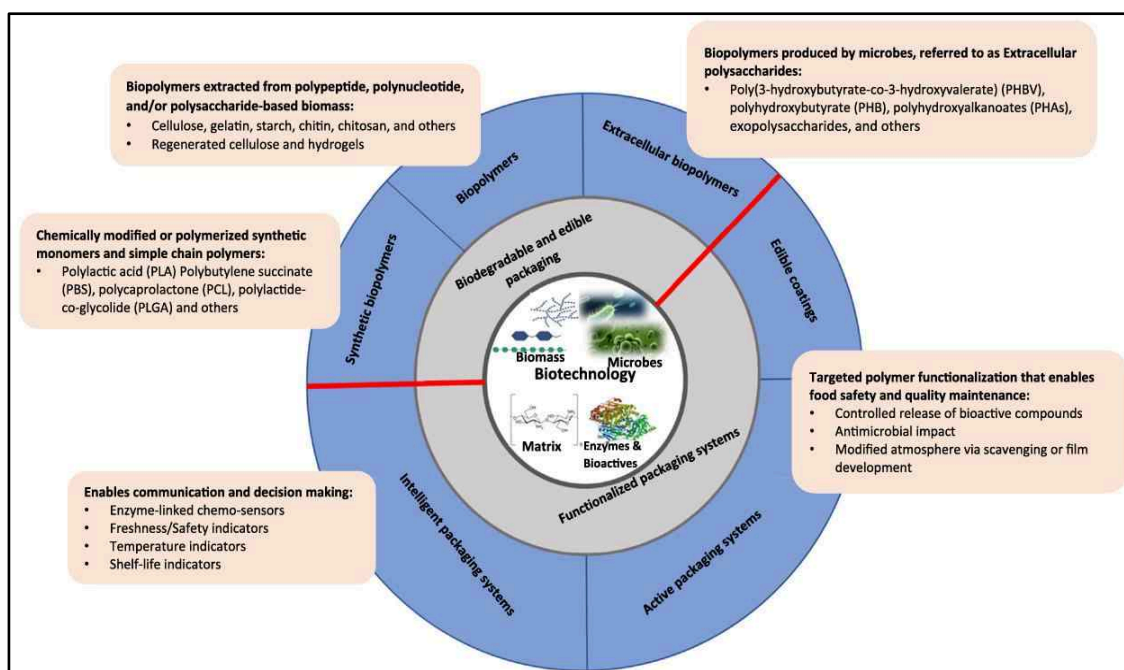 Biopolymers extracted from polypeptide, polynucleotide,
and/or polysaccharide-based biomass:
• Cellulose, gelatin, starch, chitin, chitosan, and others
• Regenerated cellulose and hydrogels
Biopolymers produced by microbes, referred to as Extracellular
polysaccharides:
• Poly(3-hydroxybutyrate-co-3-hydroxyvalerate) (PHBV),
polyhydroxybutyrate (PHB), polyhydroxyalkanoates (PHAs),
exopolysaccharides, and others
Chemically modified or polymerized synthetic
monomers and simple chain polymers:
• Polylactic acid (PLA) Polybutylene succinate
(PBS), polycaprolactone (PCL), polylactide-
co-glycolide (PLGA) and others
Targeted polymer functionalization that enables
food safety and quality maintenance:
• Controlled release of bioactive compounds
• Antimicrobial impact
• Modified atmosphere via scavenging or film
development
Enables communication and decision making:
• Enzyme-linked chemo-sensors
• Freshness/Safety indicators
• Temperature indicators
• Shelf-life indicators
Synthetic biopolymers
Biopolymers
Extracellular biopolymers
Edible coatings
Active packaging systems
Intelligent packaging systems
Biodegradable and edible
packaging
Functionalized packaging systems
Biomass
Microbes
Biotechnology
Matrix
Enzymes &
Bioactives